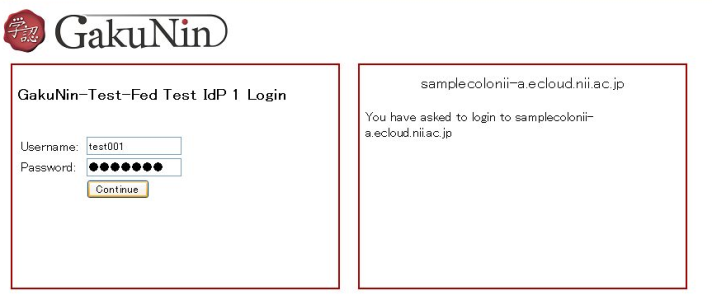 学認 GakuNin
GakuNin-Test-Fed Test IdP 1 Login
Username: test001
Password: ●●●●●●●
Continue
samplecolonii-a.ecloud.nii.ac.jp
You have asked to login to samplecolonii-
a.ecloud.nii.ac.jp